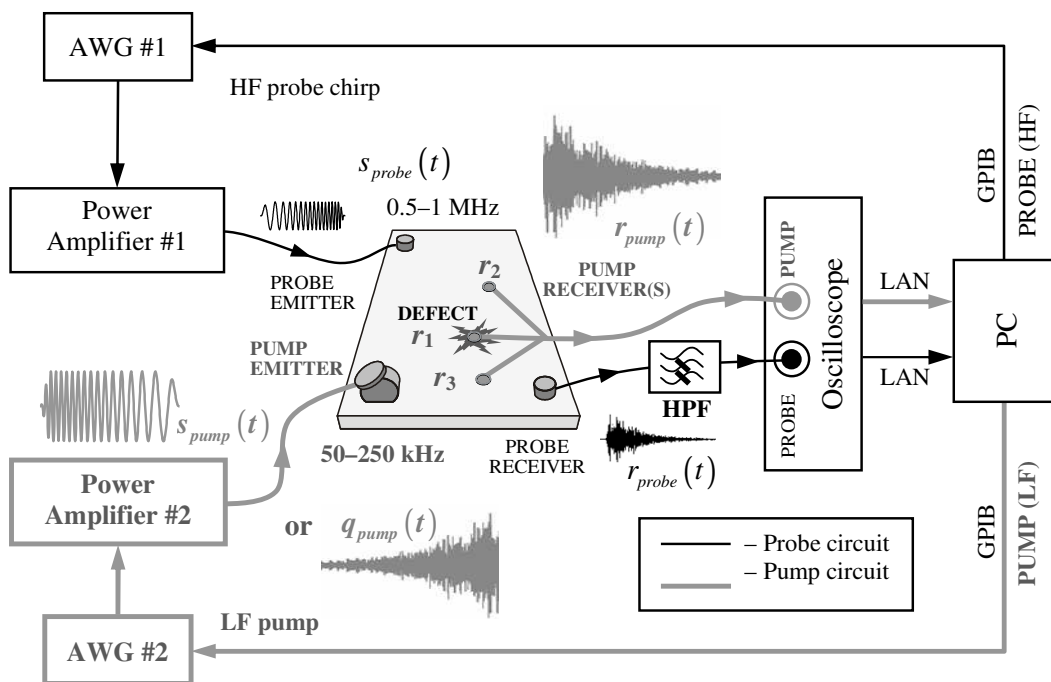 AWG #1
HF probe chirp
GPIB
PROBE (HF)
Power
Amplifier #1
s_probe (t)
0.5–1 MHz
r_pump (t)
PROBE
EMITTER
PUMP
RECEIVER(S)
r_2
DEFECT
r_1
r_3
PUMP
EMITTER
PUMP
PROBE
Oscilloscope
LAN
LAN
PC
HPF
s_pump (t)
50–250 kHz
PROBE
RECEIVER
r_probe (t)
Power
Amplifier #2
or q_pump (t)
GPIB
PUMP (LF)
– Probe circuit
– Pump circuit
LF pump
AWG #2